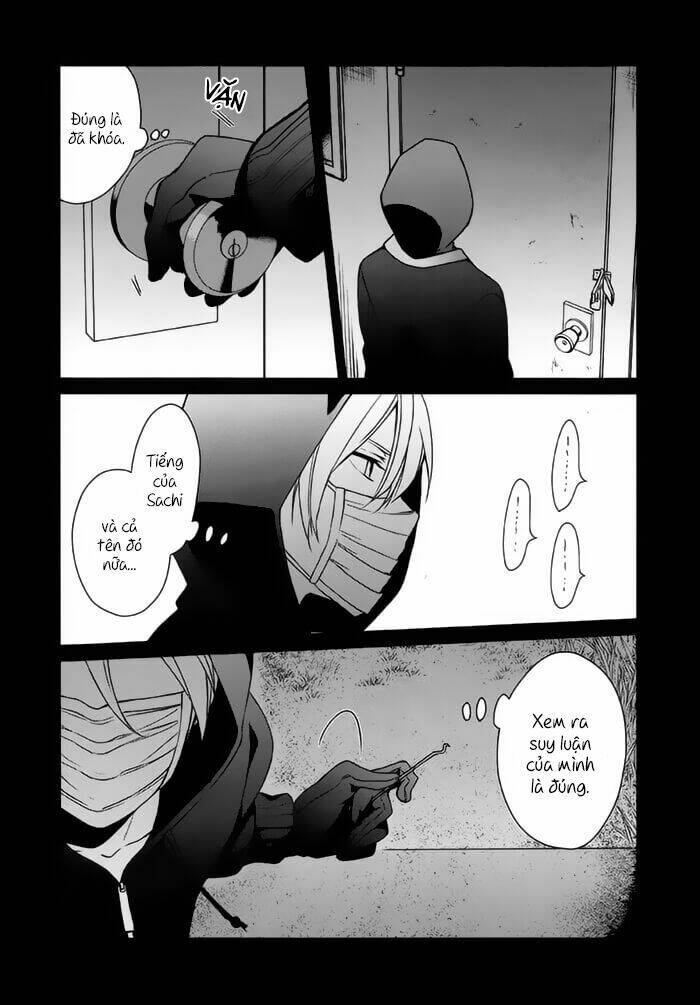 VẶN
Đúng là
đã khóa.
Tiếng
của
Sachi
và cả
tên đó
nữa...
Xem ra
suy luận
của mình
là đúng.